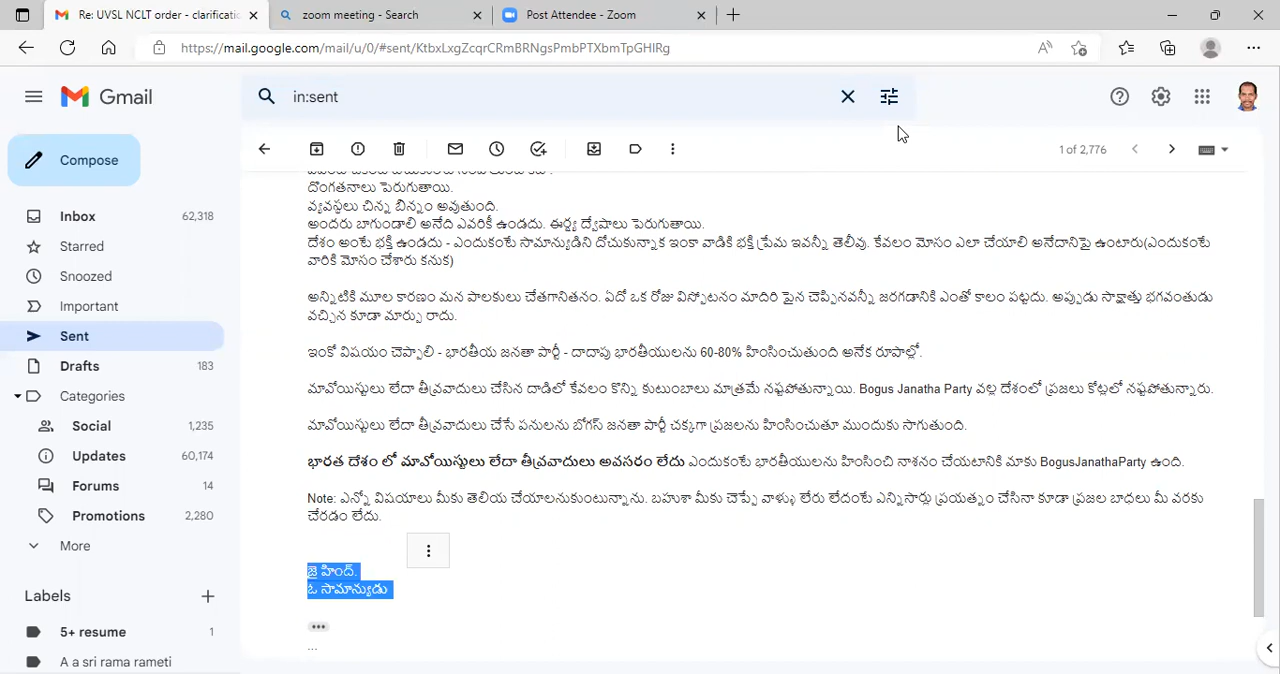 Re: UVSL NCLT order - clarificatio
zoom meeting - Search
Post Attendee - Zoom
https://mail.google.com/mail/u/0/#sent/KtbxLxgZcqrCRmBRNgsPmbPTXbmTpGHlRg
Gmail
in:sent
Compose
1 of 2,776
Inbox 62,318
Starred
Snoozed
Important
Sent
Drafts 183
Categories
Social 1,235
Updates 60,174
Forums 14
Promotions 2,280
More
Labels
5+ resume 1
A a sri rama rameti
దొంగతనాలు పెరుగుతాయి.
వ్యవస్థలు చిన్న బిన్నం అవుతుంది.
అందరు బాగుండాలి అనేది ఎవరికీ ఉండదు. ఈర్ష్య ద్వేషాలు పెరుగుతాయి.
దేశం అంటే భక్తి ఉండదు - ఎందుకంటే సామాన్యుడిని దోచుకున్నాక ఇంకా వాడికి భక్తి ప్రేమ ఇవన్నీ తెలీవు. కేవలం మోసం ఎలా చేయాలి అనేదానిపై ఉంటారు(ఎందుకంటే
వారికి మోసం చేశారు కనుక)
అన్నిటికి మూల కారణం మన పాలకులు చేతగానితనం. ఏదో ఒక రోజు విస్ఫోటనం మాదిరి పైన చెప్పినవన్నీ జరగడానికి ఎంతో కాలం పట్టదు. అప్పుడు సాక్షాత్తు భగవంతుడు
వచ్చిన కూడా మార్పు రాదు.
ఇంకో విషయం చెప్పాలి - భారతీయ జనతా పార్టీ - దాదాపు భారతీయులను 60-80% హింసించుతుంది అనేక రూపాల్లో.
మావోయిస్టులు లేదా తీవ్రవాదులు చేసిన దాడిలో కేవలం కొన్ని కుటుంబాలు మాత్రమే నష్టపోతున్నాయి. Bogus Janatha Party వల్ల దేశంలో ప్రజలు కోట్లలో నష్టపోతున్నారు.
మావోయిస్టులు లేదా తీవ్రవాదులు చేసే పనులను బోగస్ జనతా పార్టీ చక్కగా ప్రజలను హింసించుతూ ముందుకు సాగుతుంది.
భారత దేశం లో మావోయిస్టులు లేదా తీవ్రవాదులు అవసరం లేదు ఎందుకంటే భారతీయులను హింసించి నాశనం చేయటానికి మాకు BogusJanathaParty ఉంది.
Note: ఎన్నో విషయాలు మీకు తెలియ చేయాలనుకుంటున్నాను. బహుశా మీకు చెప్పే వాళ్ళు లేరు లేదంటే ఎన్నిసార్లు ప్రయత్నం చేసినా కూడా ప్రజల బాధలు మీ వరకు
చేరడం లేదు.
జై హింద్.
ఓ సామాన్యుడు
...